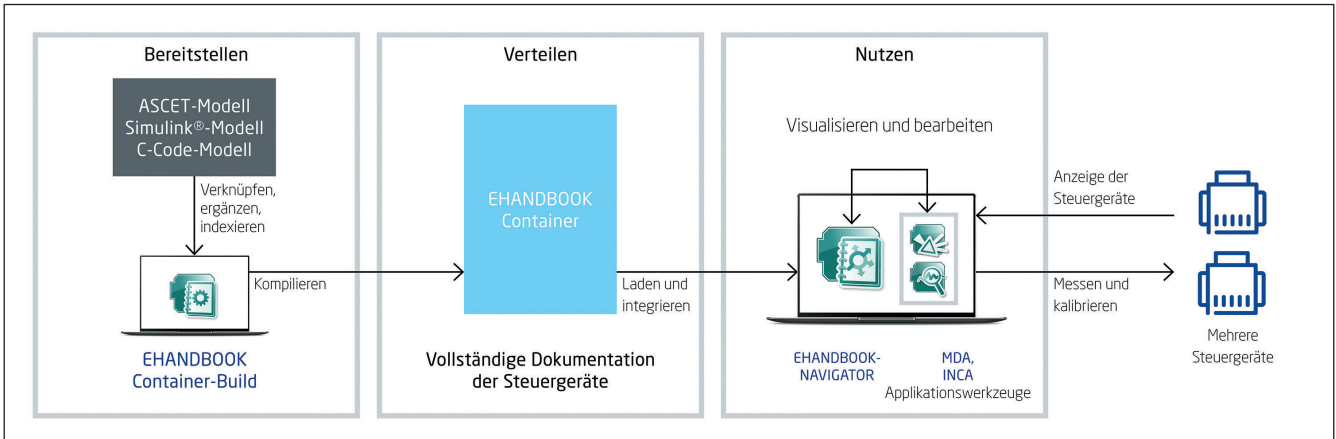 Bereitstellen
ASCET-Modell
Simulink®-Modell
C-Code-Modell
Verknüpfen,
ergänzen,
indexieren
Kompilieren
EHANDBOOK
Container-Build
Verteilen
EHANDBOOK
Container
Laden und
integrieren
Vollständige Dokumentation
der Steuergeräte
Nutzen
Visualisieren und bearbeiten
EHANDBOOK-
NAVIGATOR
MDA,
INCA
Applikationswerkzeuge
Anzeige der
Steuergeräte
Messen und
kalibrieren
Mehrere
Steuergeräte